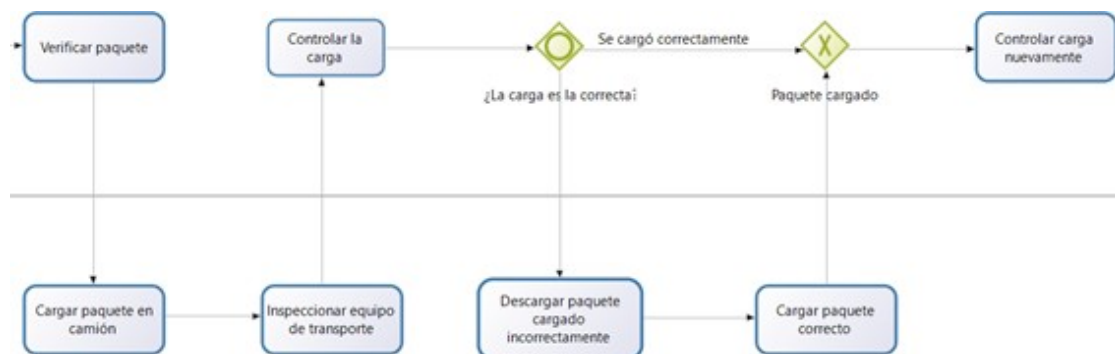 Verificar paquete
Controlar la
carga
Se cargó correctamente
Controlar carga
nuevamente
¿La carga es la correcta?
Paquete cargado
Cargar paquete en
camión
Inspeccionar equipo
de transporte
Descargar paquete
cargado
incorrectamente
Cargar paquete
correcto